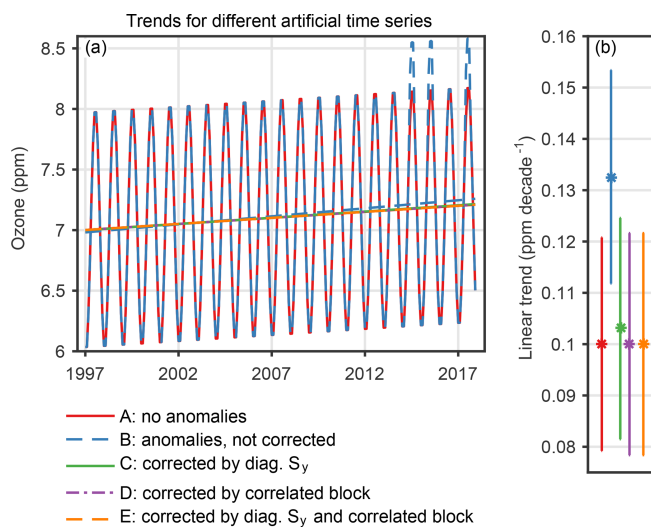 Trends for different artificial time series
(a)
8.5
8
7.5
7
6.5
6
Ozone (ppm)
1997
2002
2007
2012
2017
A: no anomalies
B: anomalies, not corrected
C: corrected by diag. Sy
D: corrected by correlated block
E: corrected by diag. Sy and correlated block
(b)
0.16
0.15
0.14
0.13
0.12
0.11
0.1
0.09
0.08
Linear trend (ppm decade-1)